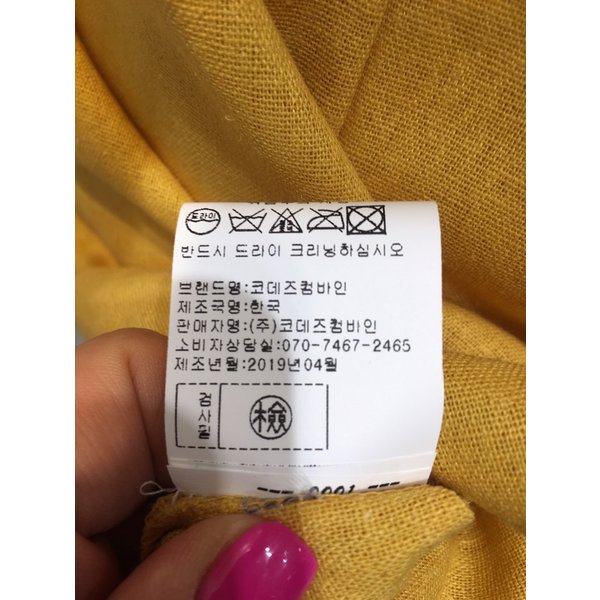 드라이
반드시 드라이 크리닝하십시오
브랜드명:코데즈컴바인
제조국명:한국
판매자명:(주)코데즈컴바인
소비자상담실:070-7467-2465
제조년월:2019年04월
검사필
檢